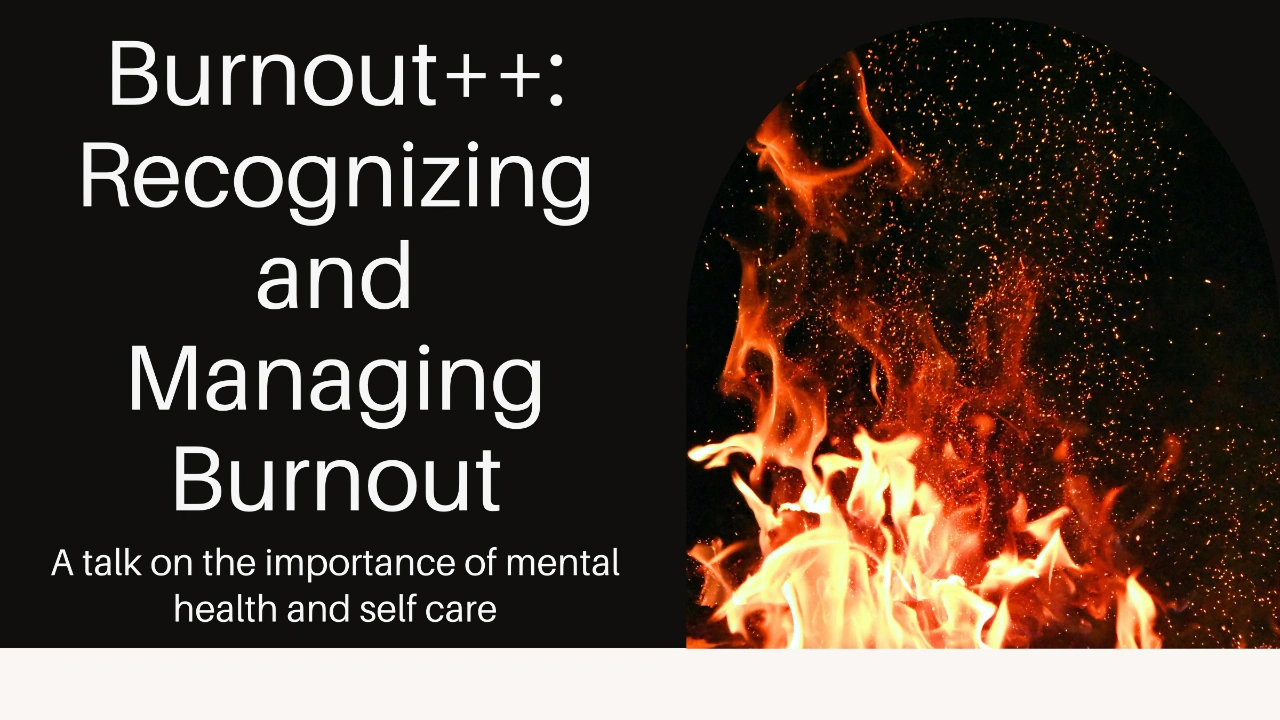 Burnout++:
Recognizing
and
Managing
Burnout
A talk on the importance of mental
health and self care